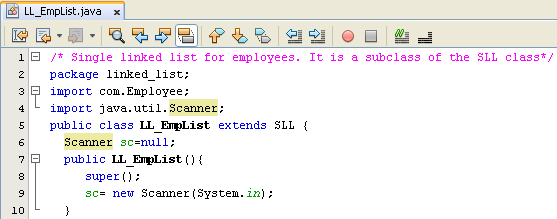 LL_EmpList.java
1 /* Single linked list for employees. It is a subclass of the SLL class*/
2 package linked_list;
3 import com.Employee;
4 import java.util.Scanner;
5 public class LL_EmpList extends SLL {
6 Scanner sc=null;
7 public LL_EmpList(){
8 super();
9 sc= new Scanner(System.in);
10 }